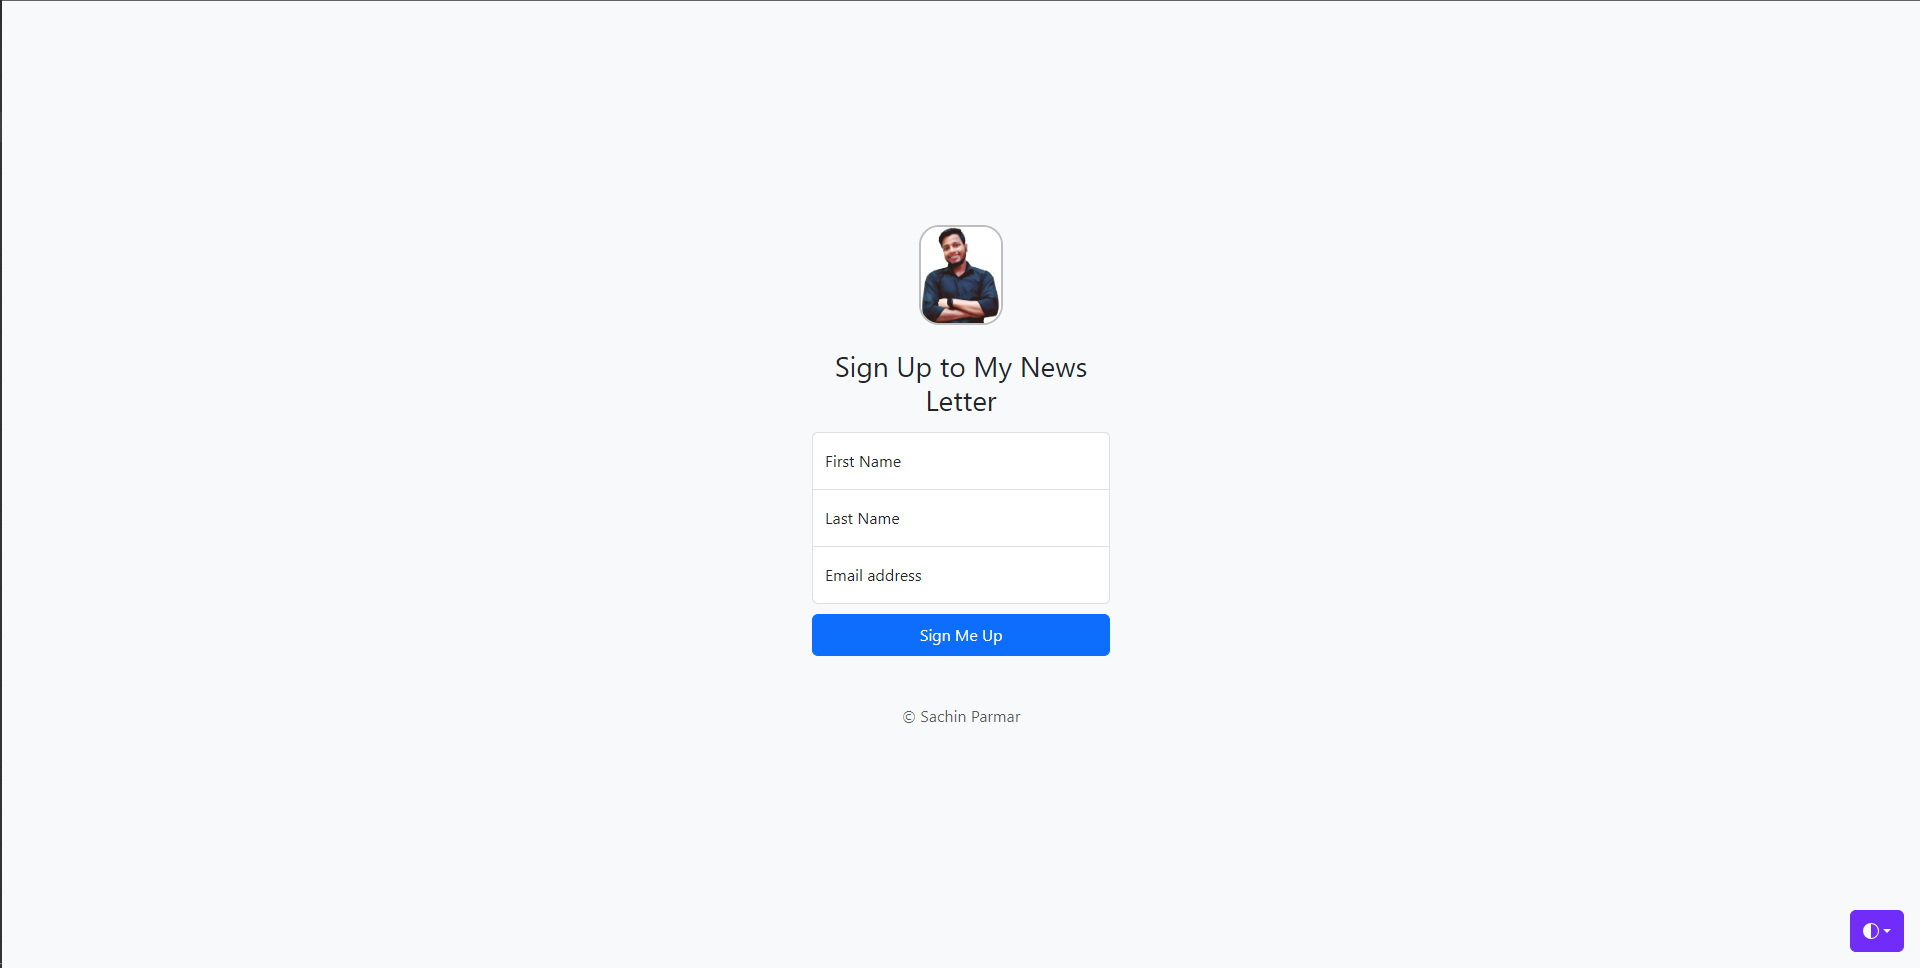 Sign Up to My News
Letter
First Name
Last Name
Email address
Sign Me Up
© Sachin Parmar